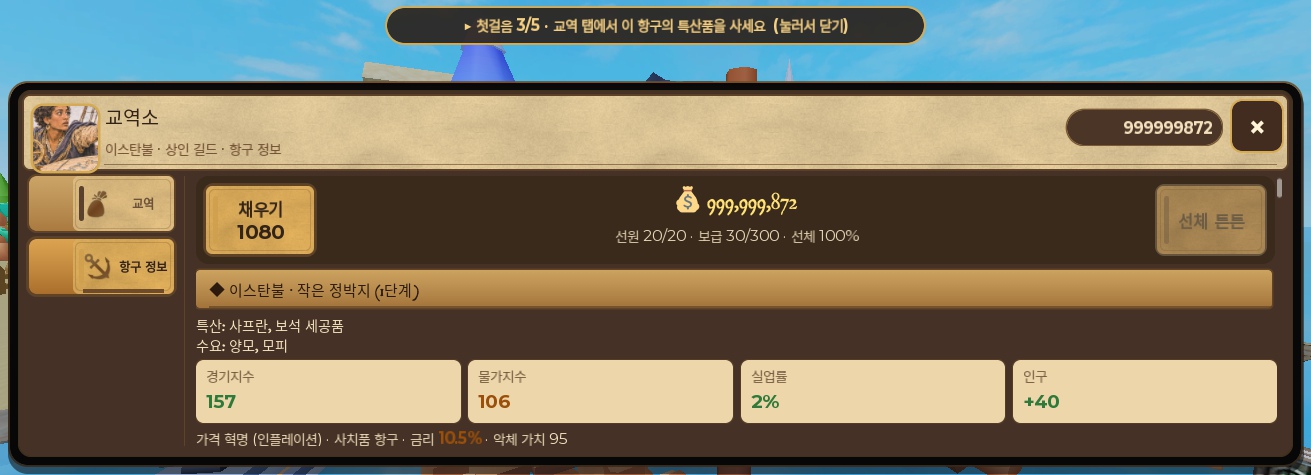 ▸ 첫걸음 3/5 · 교역 탭에서 이 항구의 특산품을 사세요 (눌러서 닫기)
교역소
이스탄불 · 상인 길드 · 항구 정보
999999872
×
교역
항구 정보
채우기
1080
999,999,872
선원 20/20 · 보급 30/300 · 선체 100%
선체 튼튼
◆ 이스탄불 · 작은 정박지 (1단계)
특산: 사프란, 보석 세공품
수요: 양모, 모피
경기지수
157
물가지수
106
실업률
2%
인구
+40
가격 혁명 (인플레이션) · 사치품 항구 · 금리 10.5% · 악체 가치 95